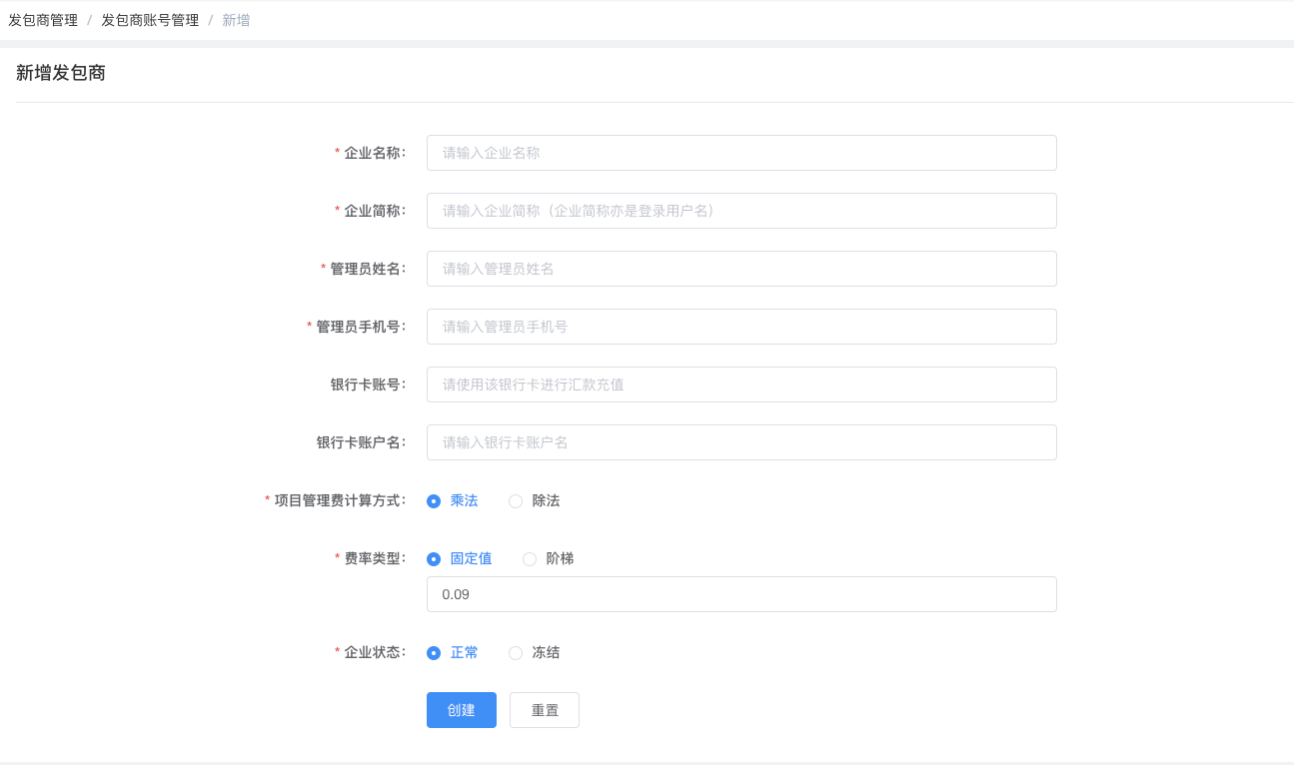 发包商管理 / 发包商账号管理 / 新增
新增发包商
* 企业名称: 请输入企业名称
* 企业简称: 请输入企业简称（企业简称亦是登录用户名）
* 管理员姓名: 请输入管理员姓名
* 管理员手机号: 请输入管理员手机号
银行卡账号: 请使用该银行卡进行汇款充值
银行卡账户名: 请输入银行卡账户名
* 项目管理费计算方式: 乘法 除法
* 费率类型: 固定值 阶梯
0.09
* 企业状态: 正常 冻结
创建 重置